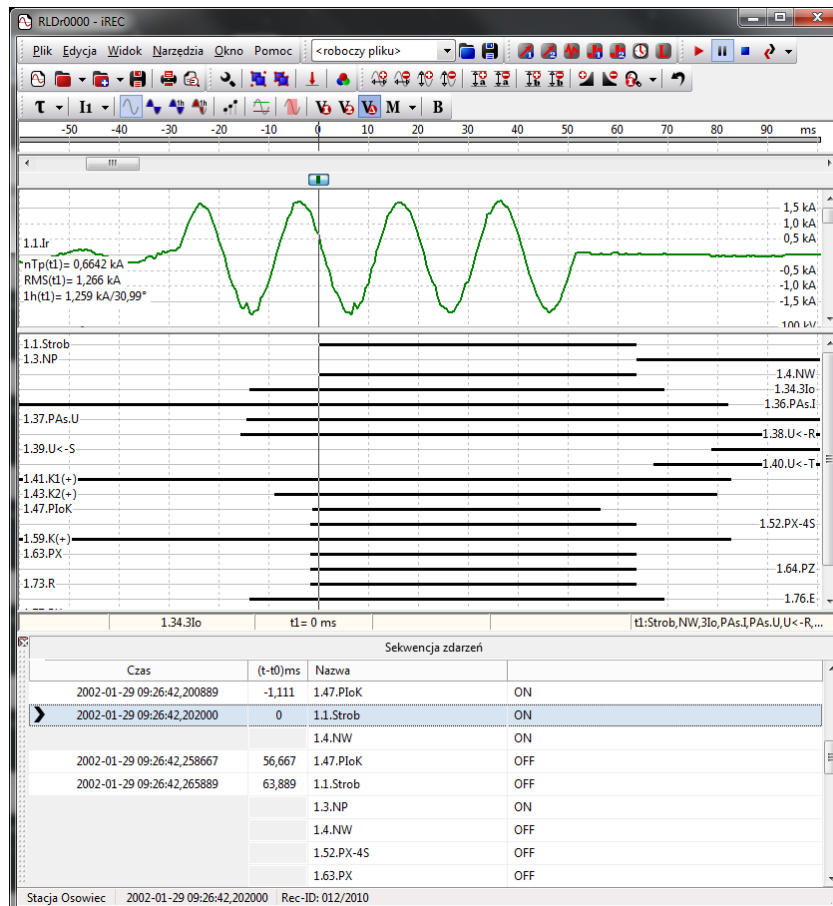 RLDr0000 - iREC
Plik Edycja Widok Narzędzia Okno Pomoc <roboczy pliku>
τ I1 4h 4h V1 V2 VΔ M B
-50 -40 -30 -20 -10 0 10 20 30 40 50 60 70 80 90 ms
1.1.Ir
nTp(t1)= 0,6642 kA
RMS(t1)= 1,266 kA
1h(t1)= 1,259 kA/30,99°
1,5 kA
1,0 kA
0,5 kA
-0,5 kA
-1,0 kA
-1,5 kA
100 kV
1.1.Strob
1.3.NP
1.4.NW
1.34.3Io
1.36.PAs.I
1.37.PAs.U
1.38.U<-R
1.39.U<-S
1.40.U<-T
1.41.K1(+)
1.43.K2(+)
1.47.PIoK
1.52.PX-4S
1.59.K(+)
1.63.PX
1.64.PZ
1.73.R
1.76.E
1.34.3Io t1= 0 ms t1:Strob,NW,3Io,PAs.I,PAs.U,U<-R,...
Sekwencja zdarzeń
Czas (t-t0)ms Nazwa
2002-01-29 09:26:42,200889 -1,111 1.47.PIoK ON
2002-01-29 09:26:42,202000 0 1.1.Strob ON
1.4.NW ON
2002-01-29 09:26:42,258667 56,667 1.47.PIoK OFF
2002-01-29 09:26:42,265889 63,889 1.1.Strob OFF
1.3.NP ON
1.4.NW OFF
1.52.PX-4S OFF
1.63.PX OFF
Stacja Osowiec 2002-01-29 09:26:42,202000 Rec-ID: 012/2010